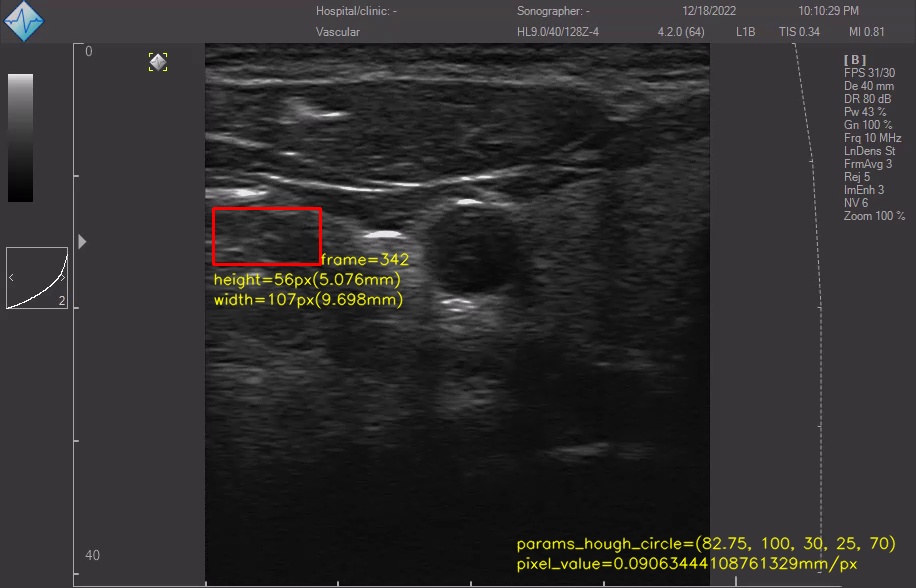 Hospital/clinic: - Sonographer: - 12/18/2022 10:10:29 PM
Vascular HL9.0/40/128Z-4 4.2.0 (64) L1B TIS 0.34 MI 0.81
0
[ B ]
FPS 31/30
De 40 mm
DR 80 dB
Pw 43 %
Gn 100 %
Frq 10 MHz
LnDens St
FrmAvg 3
Rej 5
ImEnh 3
NV 6
Zoom 100 %
frame=342
height=56px(5.076mm)
width=107px(9.698mm)
2
40
params_hough_circle=(82.75, 100, 30, 25, 70)
pixel_value=0.09063444108761329mm/px